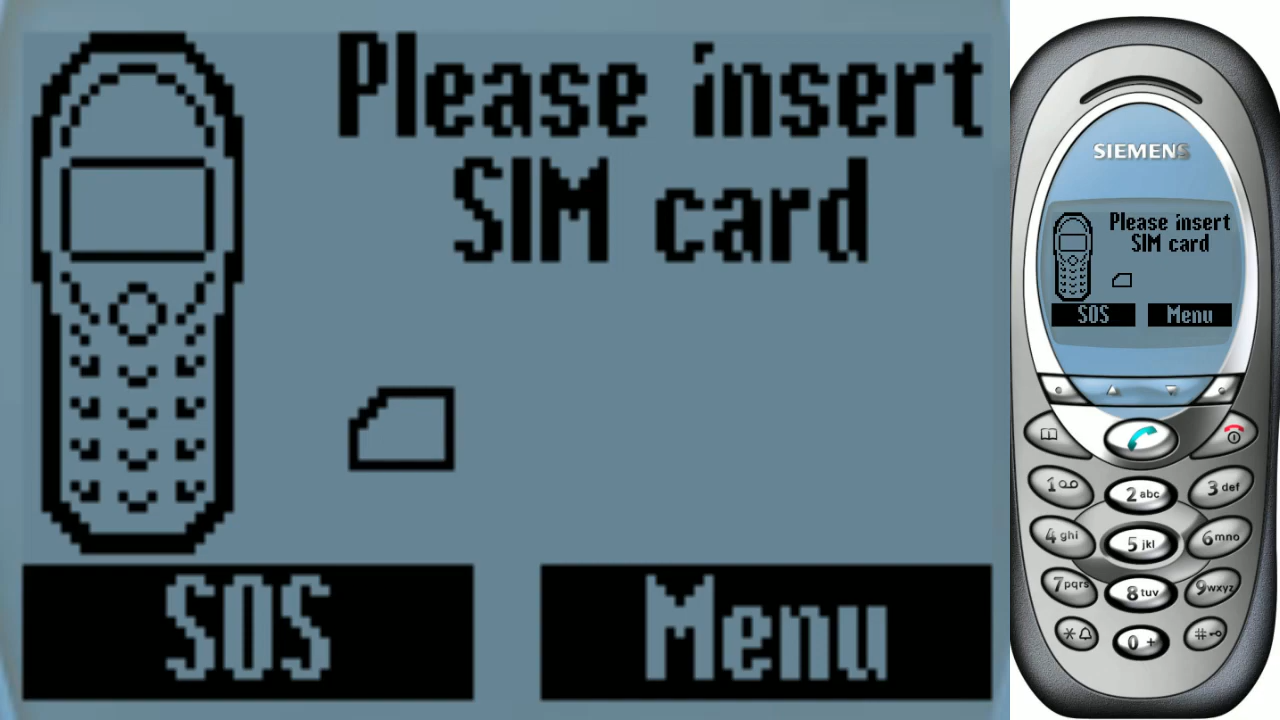 Please insert
SIM card
SOS
Menu
SIEMENS
Please insert
SIM card
SOS
Menu
1
2 abc
3 def
4 ghi
5 jkl
6 mno
7 pqrs
8 tuv
9 wxyz
*
0 +
#